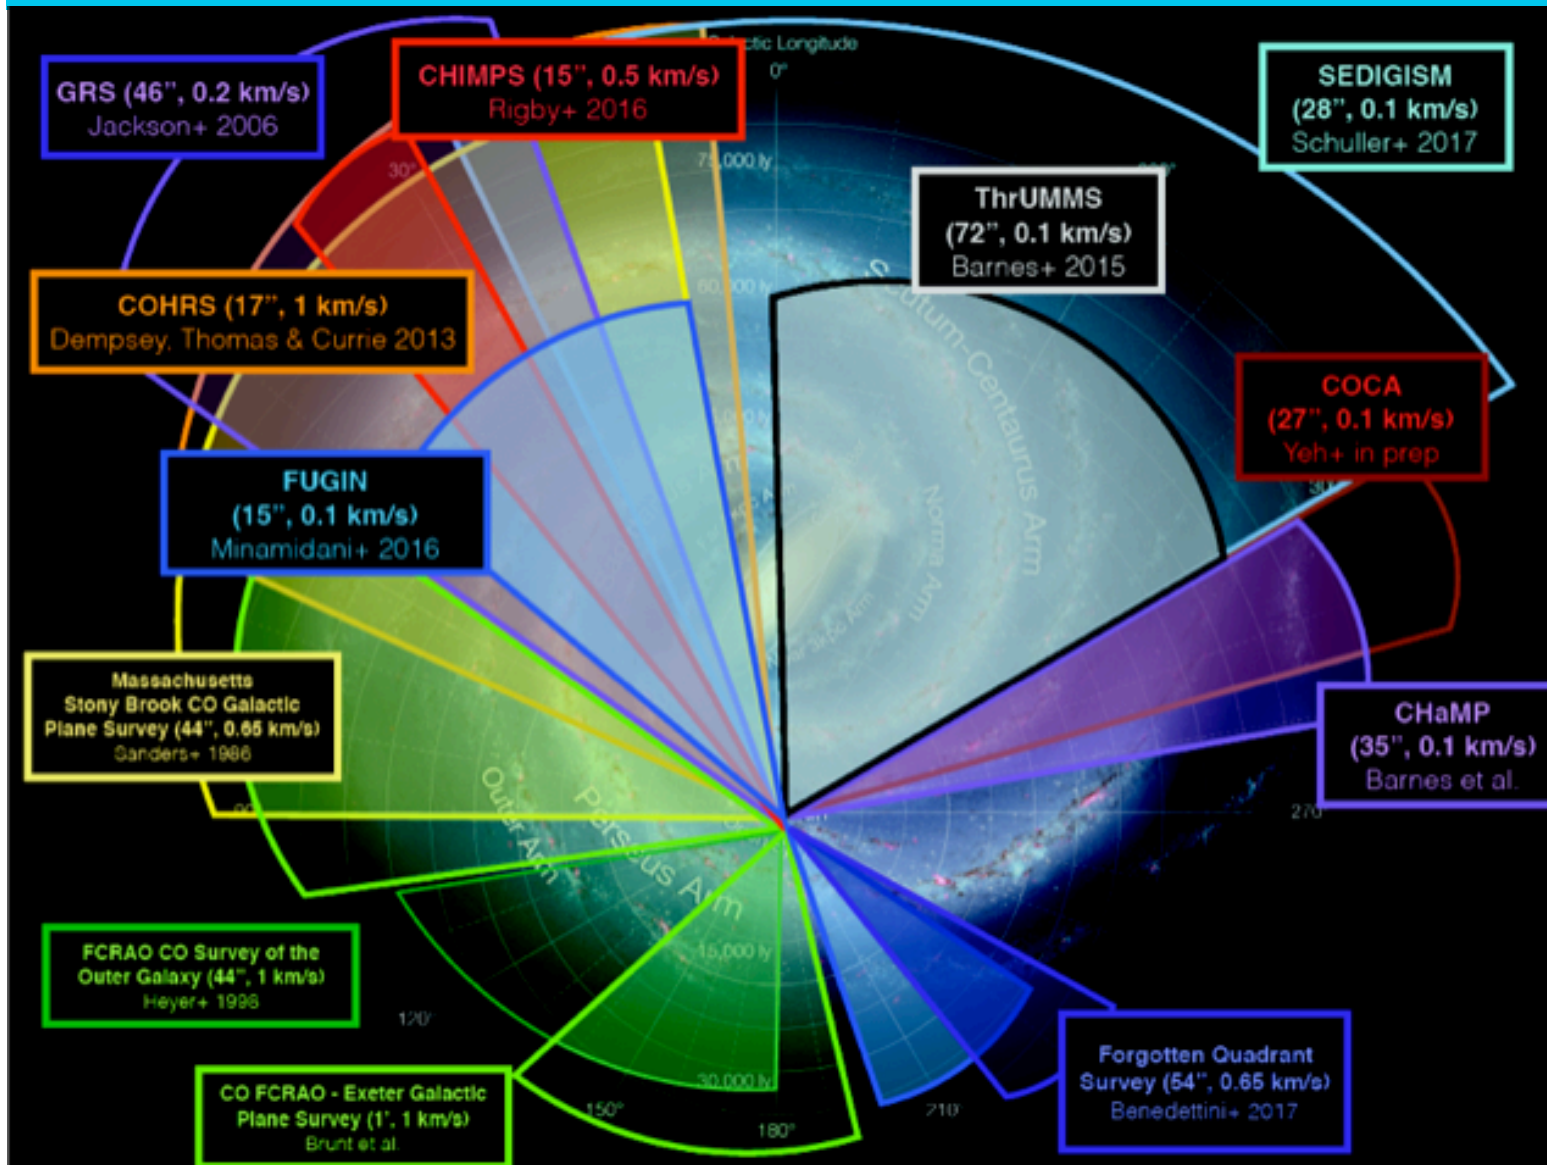 Galactic Longitude
0°
GRS (46”, 0.2 km/s)
Jackson+ 2006
CHIMPS (15”, 0.5 km/s)
Rigby+ 2016
SEDIGISM
(28”, 0.1 km/s)
Schuller+ 2017
30°
75,000 ly
ThrUMMS
(72”, 0.1 km/s)
Barnes+ 2015
60,000 ly
Scutum-Centaurus Arm
COHRS (17”, 1 km/s)
Dempsey, Thomas & Currie 2013
COCA
(27”, 0.1 km/s)
Yeh+ in prep
FUGIN
(15”, 0.1 km/s)
Minamidani+ 2016
Norma Arm
Massachusetts
Stony Brook CO Galactic
Plane Survey (44”, 0.65 km/s)
Sanders+ 1986
CHaMP
(35”, 0.1 km/s)
Barnes et al.
90°
270°
Outer Arm
Perseus Arm
15,000 ly
FCRAO CO Survey of the
Outer Galaxy (44”, 1 km/s)
Heyer+ 1998
120°
30,000 ly
150°
180°
210°
CO FCRAO - Exeter Galactic
Plane Survey (1’, 1 km/s)
Brunt et al.
Forgotten Quadrant
Survey (54”, 0.65 km/s)
Benedettini+ 2017